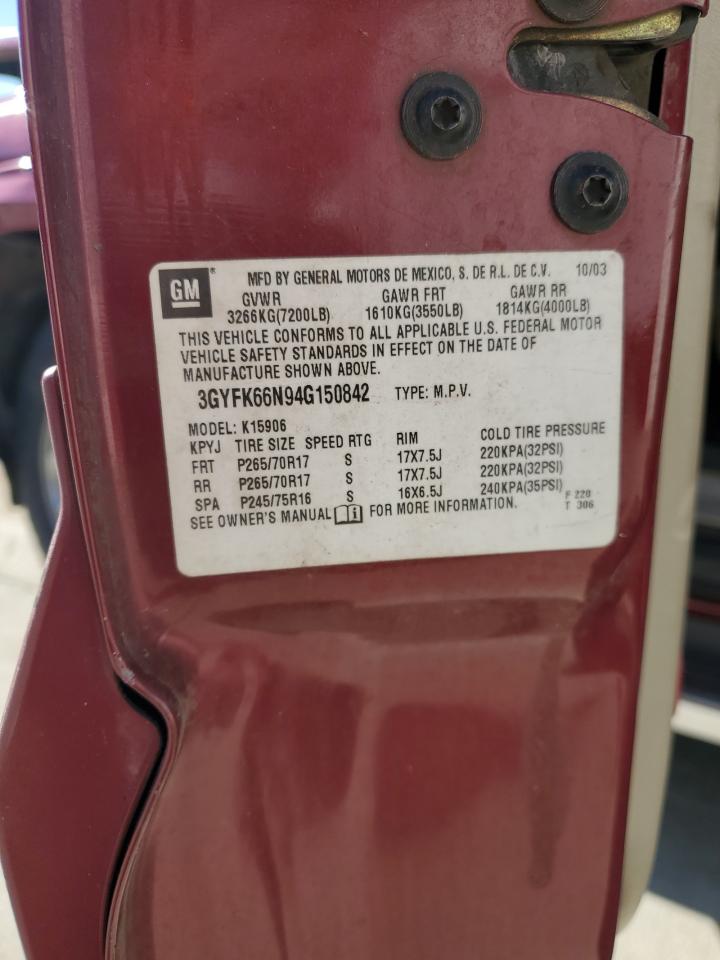 GM ® MFD BY GENERAL MOTORS DE MEXICO, S. DE R.L. DE C.V. 10/03
GVWR GAWR FRT GAWR RR
3266KG(7200LB) 1610KG(3550LB) 1814KG(4000LB)
THIS VEHICLE CONFORMS TO ALL APPLICABLE U.S. FEDERAL MOTOR
VEHICLE SAFETY STANDARDS IN EFFECT ON THE DATE OF
MANUFACTURE SHOWN ABOVE.
3GYFK66N94G150842 TYPE: M.P.V.
MODEL: K15906
KPYJ TIRE SIZE SPEED RTG RIM COLD TIRE PRESSURE
FRT P265/70R17 S 17X7.5J 220KPA(32PSI)
RR P265/70R17 S 17X7.5J 220KPA(32PSI)
SPA P245/75R16 S 16X6.5J 240KPA(35PSI)
SEE OWNER'S MANUAL i FOR MORE INFORMATION.
F 220
T 306